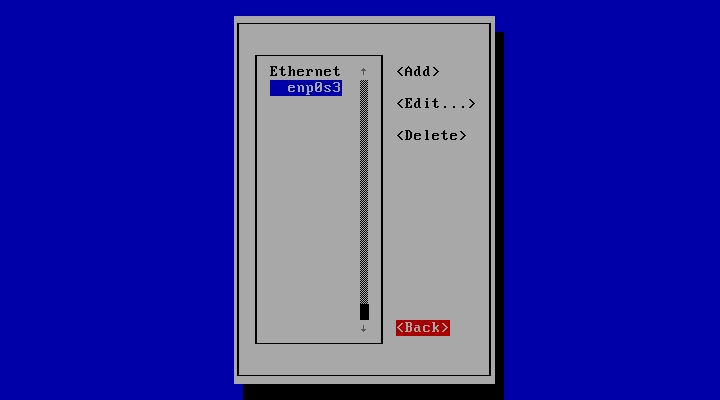 Ethernet ↑
enp0s3
↓
<Add>
<Edit...>
<Delete>
<Back>